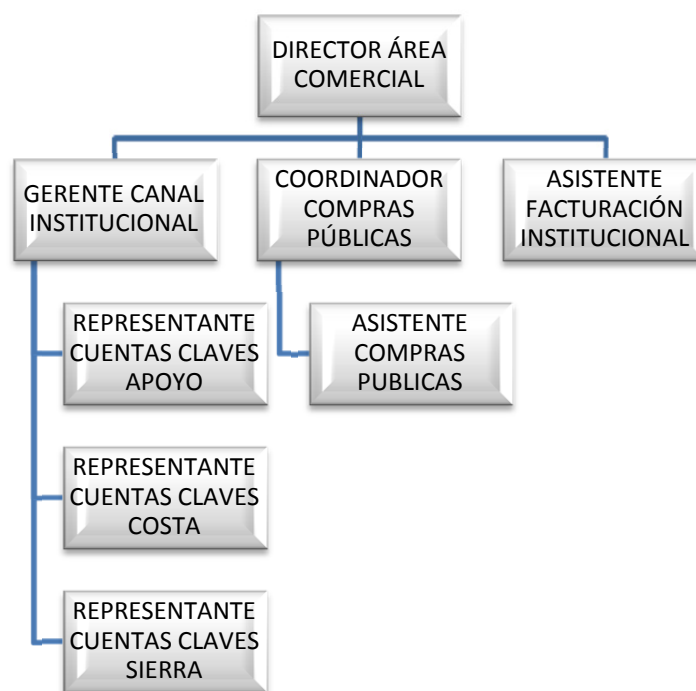 DIRECTOR ÁREA
COMERCIAL
GERENTE CANAL
INSTITUCIONAL
COORDINADOR
COMPRAS
PÚBLICAS
ASISTENTE
FACTURACIÓN
INSTITUCIONAL
REPRESENTANTE
CUENTAS CLAVES
APOYO
ASISTENTE
COMPRAS
PUBLICAS
REPRESENTANTE
CUENTAS CLAVES
COSTA
REPRESENTANTE
CUENTAS CLAVES
SIERRA